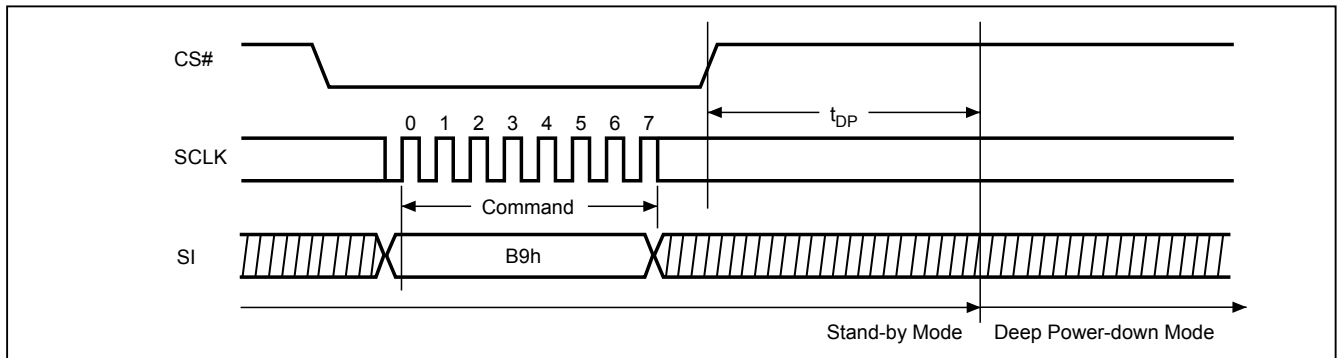 CS#
t_DP
0 1 2 3 4 5 6 7
SCLK
Command
SI
B9h
Stand-by Mode Deep Power-down Mode